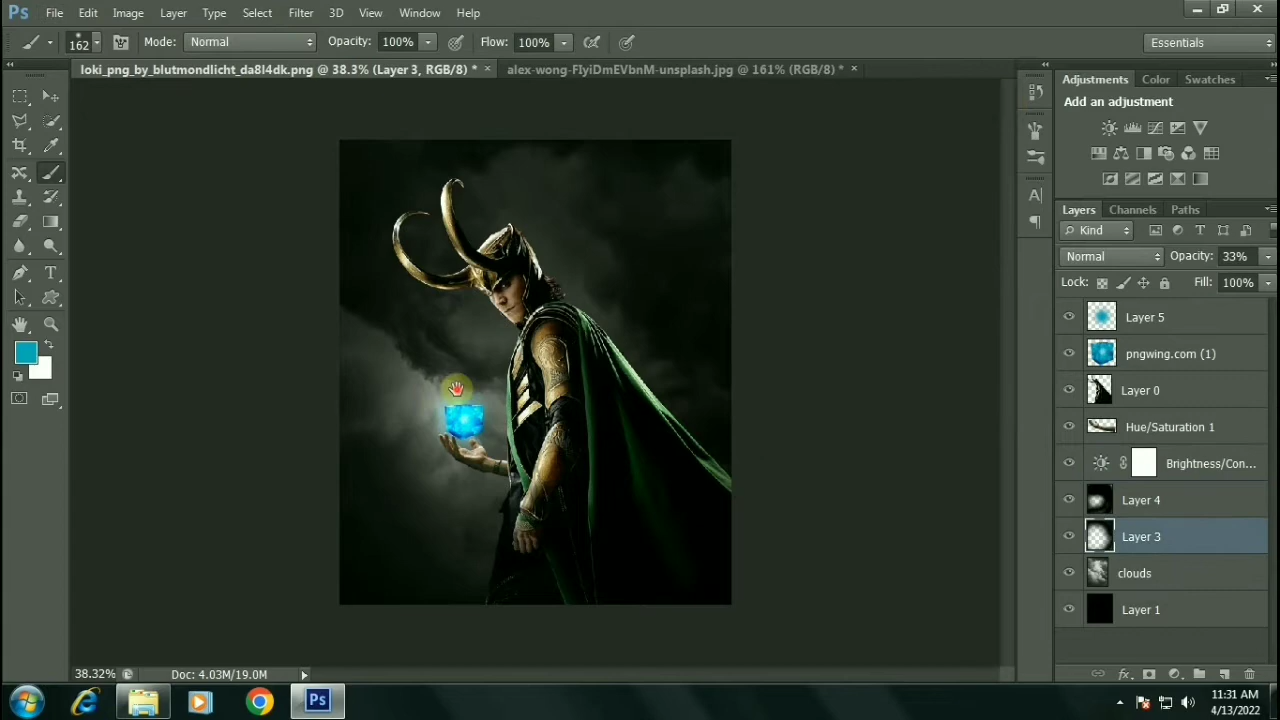 Ps File Edit Image Layer Type Select Filter 3D View Window Help
162 Mode: Normal Opacity: 100% Flow: 100% Essentials
loki_png_by_blutmondlicht_da8l4dk.png @ 38.3% (Layer 3, RGB/8) * alex-wong-FIyiDmEVbnM-unsplash.jpg @ 161% (RGB/8) *
Adjustments Color Swatches
Add an adjustment
Layers Channels Paths
Kind
Normal Opacity: 33%
Lock: Fill: 100%
Layer 5
pngwing.com (1)
Layer 0
Hue/Saturation 1
Brightness/Con...
Layer 4
Layer 3
clouds
Layer 1
38.32% Doc: 4.03M/19.0M
Ps
11:31 AM
4/13/2022